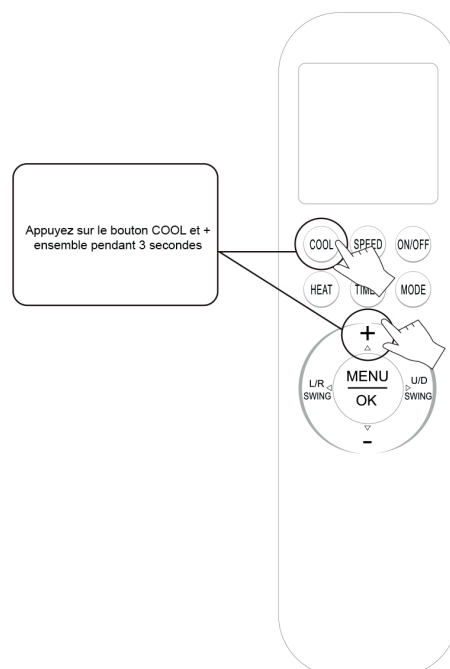 Appuyez sur le bouton COOL et +
ensemble pendant 3 secondes
COOL SPEED ON/OFF
HEAT MODE
+
L/R
SWING
MENU
OK
U/D
SWING
-